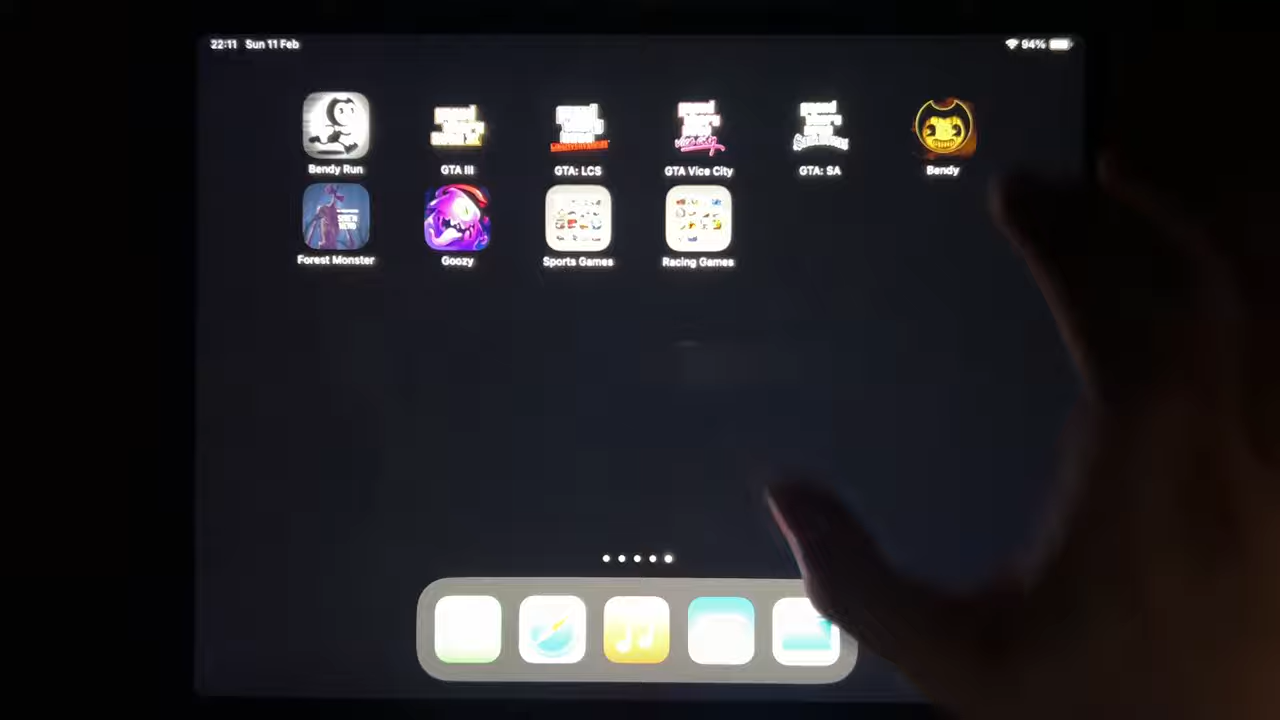 22:11 Sun 11 Feb
94%
Bendy Run
GTA III
GTA: LCS
GTA Vice City
GTA: SA
Bendy
Forest Monster
Goozy
Sports Games
Racing Games